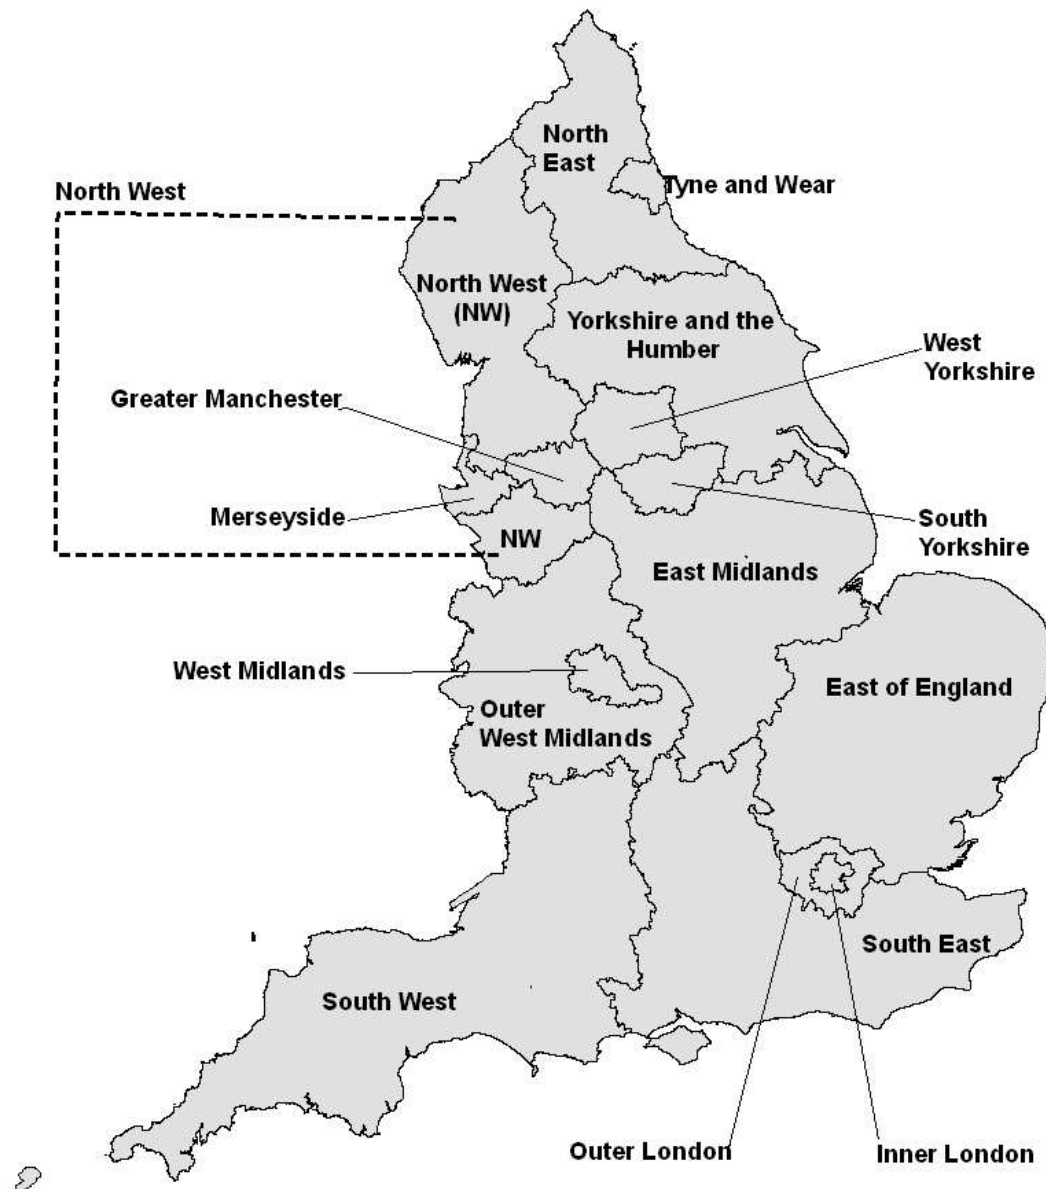 North
East
Tyne and Wear
North West
North West
(NW)
Yorkshire and the
Humber
West
Yorkshire
Greater Manchester
Merseyside
NW
South
Yorkshire
East Midlands
West Midlands
East of England
Outer
West Midlands
South East
South West
Outer London
Inner London